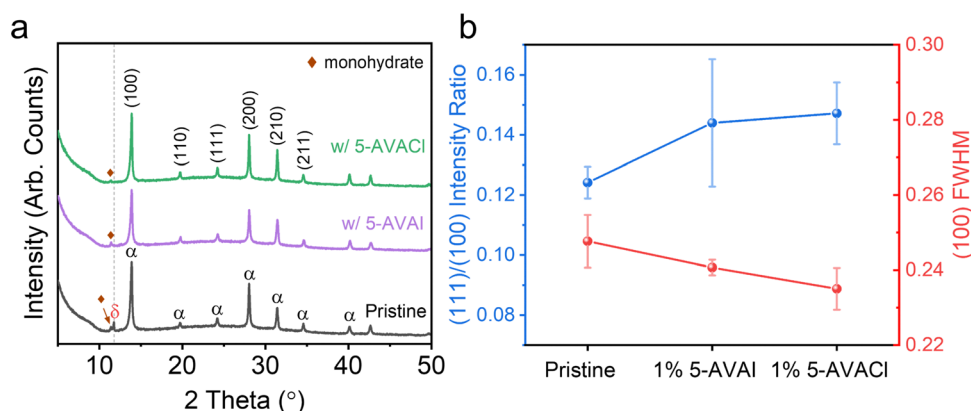 a
Intensity (Arb. Counts)
◆ monohydrate
(100)
(110)
(111)
(200)
(210)
(211)
w/ 5-AVACl
w/ 5-AVAI
Pristine
δ
α
α
α
α
α
α
α
10
20
30
40
50
2 Theta (°)
b
(111)/(100) Intensity Ratio
0.16
0.14
0.12
0.10
0.08
0.30
0.28
0.26
0.24
0.22
(100) FWHM
Pristine
1% 5-AVAI
1% 5-AVACl